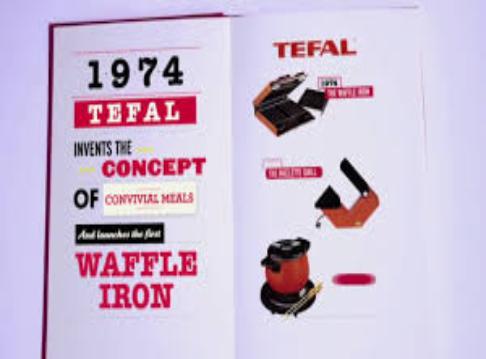 1974
TEFAL
INVENTS THE
CONCEPT
OF CONVIVIAL MEALS
And launches the first
WAFFLE
IRON
TEFAL
1974
THE WAFFLE IRON
THE RACLETTE GRILL